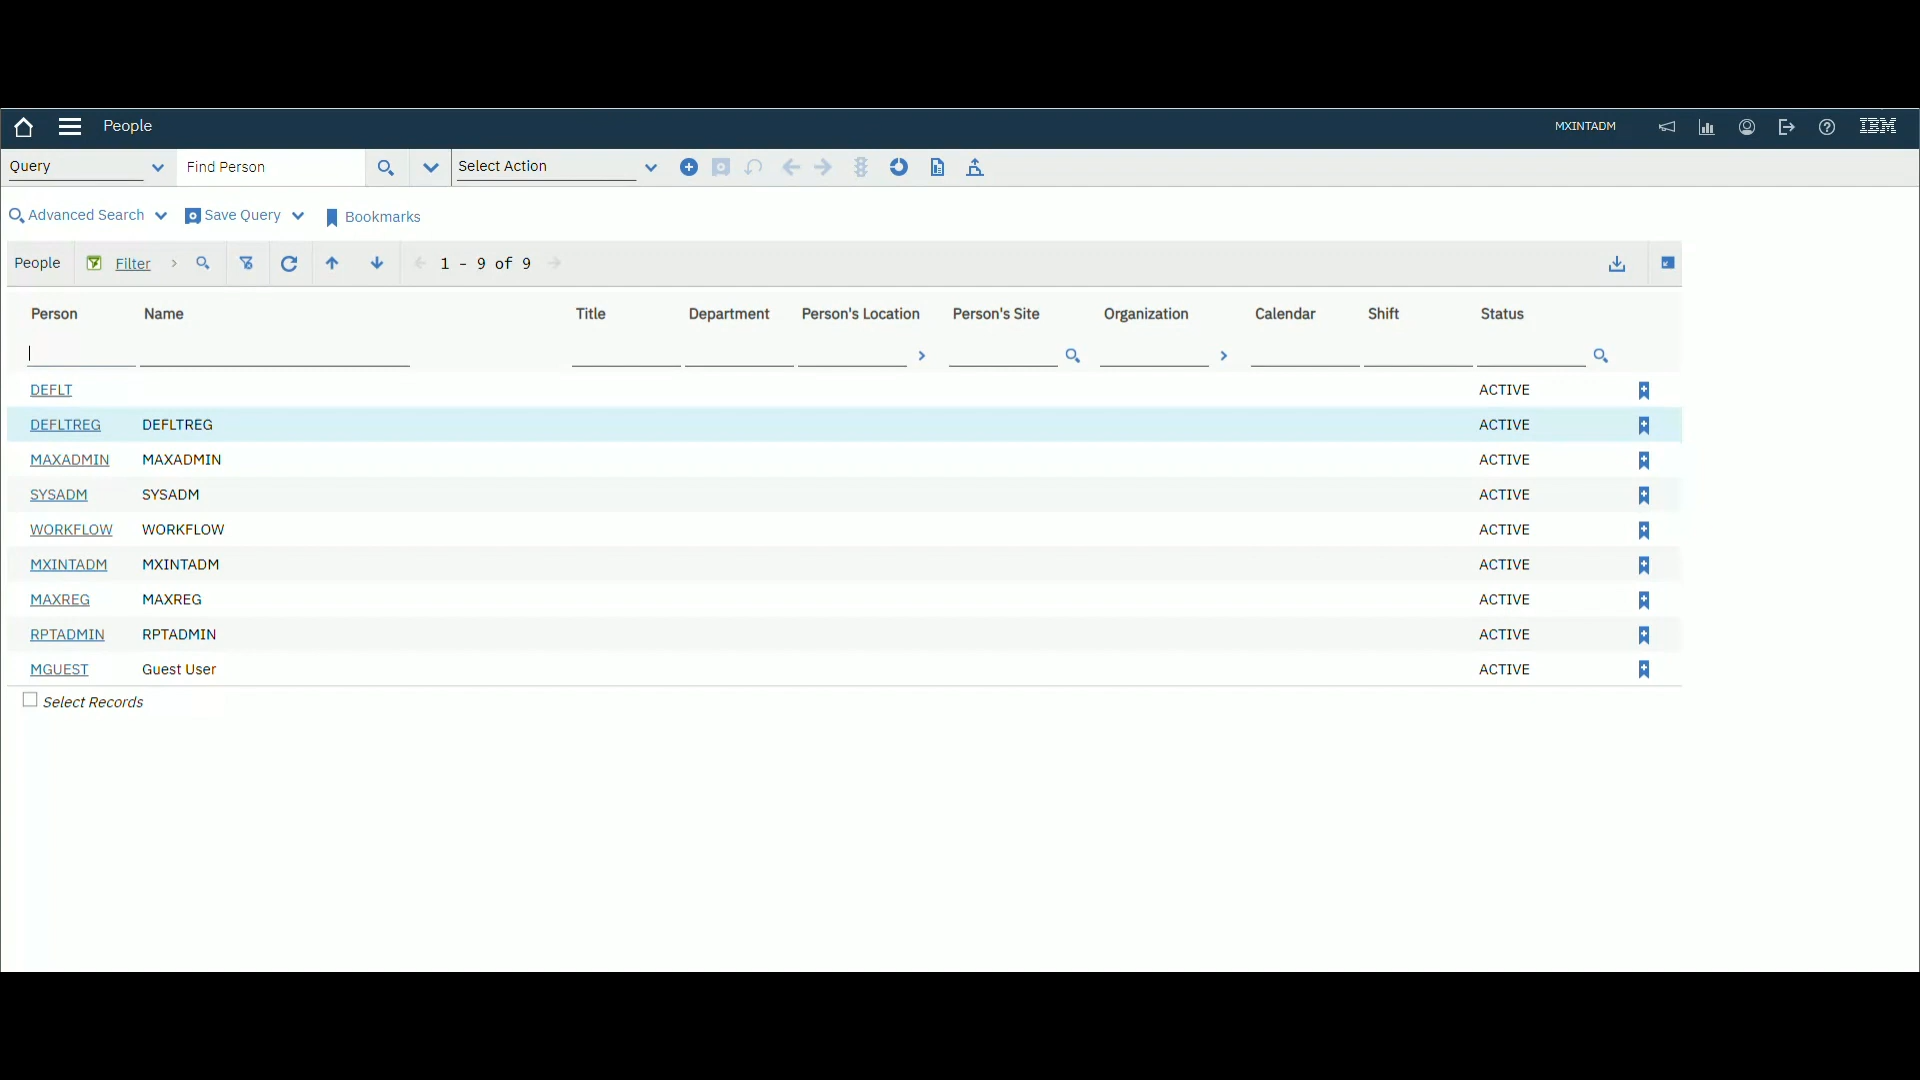 People
MXINTADM
IBM
Query
Find Person
Select Action
Advanced Search
Save Query
Bookmarks
People
Filter
1 - 9 of 9
Person Name Title Department Person's Location Person's Site Organization Calendar Shift Status
DEFLT ACTIVE
DEFLTREG DEFLTREG ACTIVE
MAXADMIN MAXADMIN ACTIVE
SYSADM SYSADM ACTIVE
WORKFLOW WORKFLOW ACTIVE
MXINTADM MXINTADM ACTIVE
MAXREG MAXREG ACTIVE
RPTADMIN RPTADMIN ACTIVE
MGUEST Guest User ACTIVE
Select Records